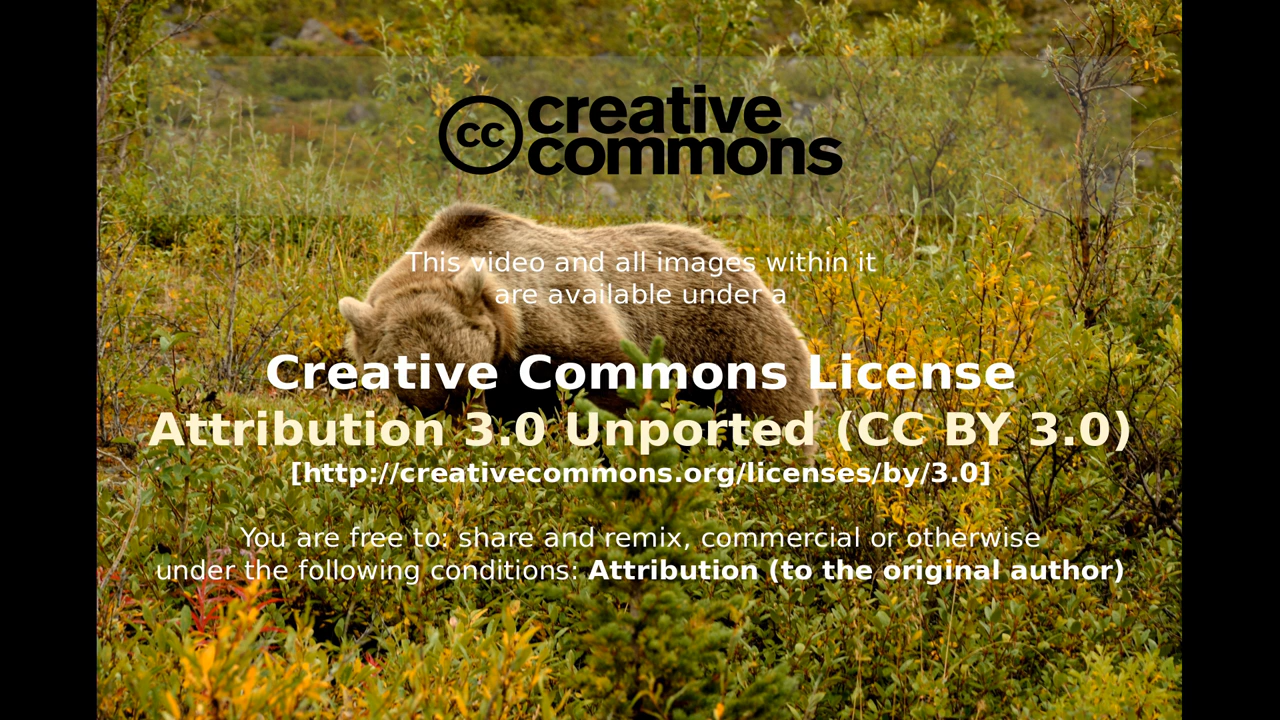 cc creative
commons
This video and all images within it
are available under a
Creative Commons License
Attribution 3.0 Unported (CC BY 3.0)
[http://creativecommons.org/licenses/by/3.0]
You are free to: share and remix, commercial or otherwise
under the following conditions: Attribution (to the original author)